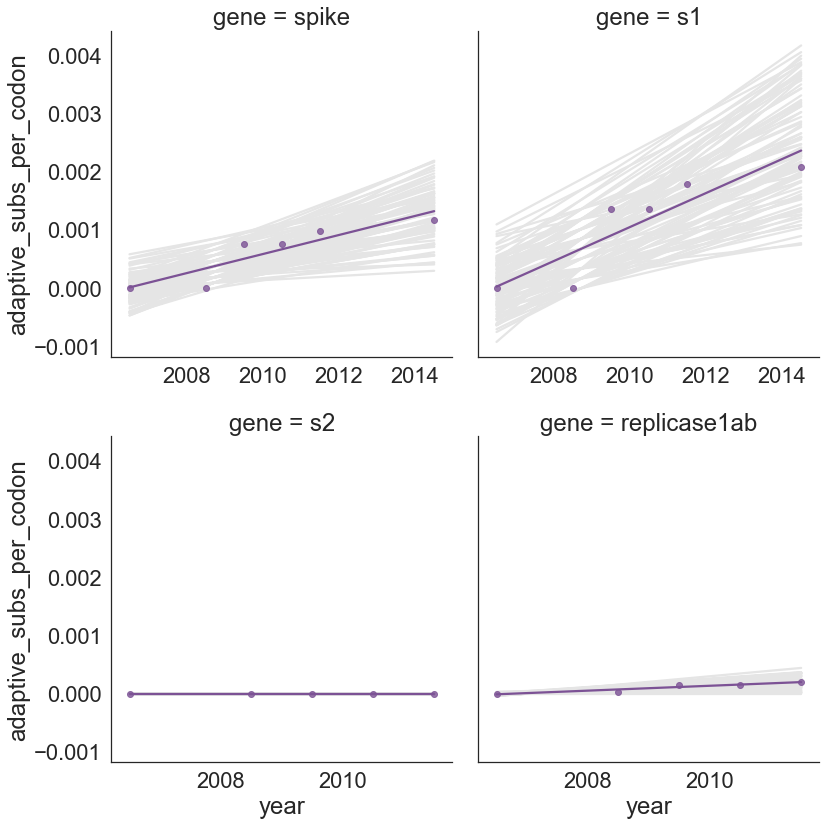 gene = spike
gene = s1
adaptive_subs_per_codon
0.004
0.003
0.002
0.001
0.000
−0.001
2008 2010 2012 2014
2008 2010 2012 2014
gene = s2
gene = replicase1ab
adaptive_subs_per_codon
0.004
0.003
0.002
0.001
0.000
−0.001
2008 2010
2008 2010
year
year